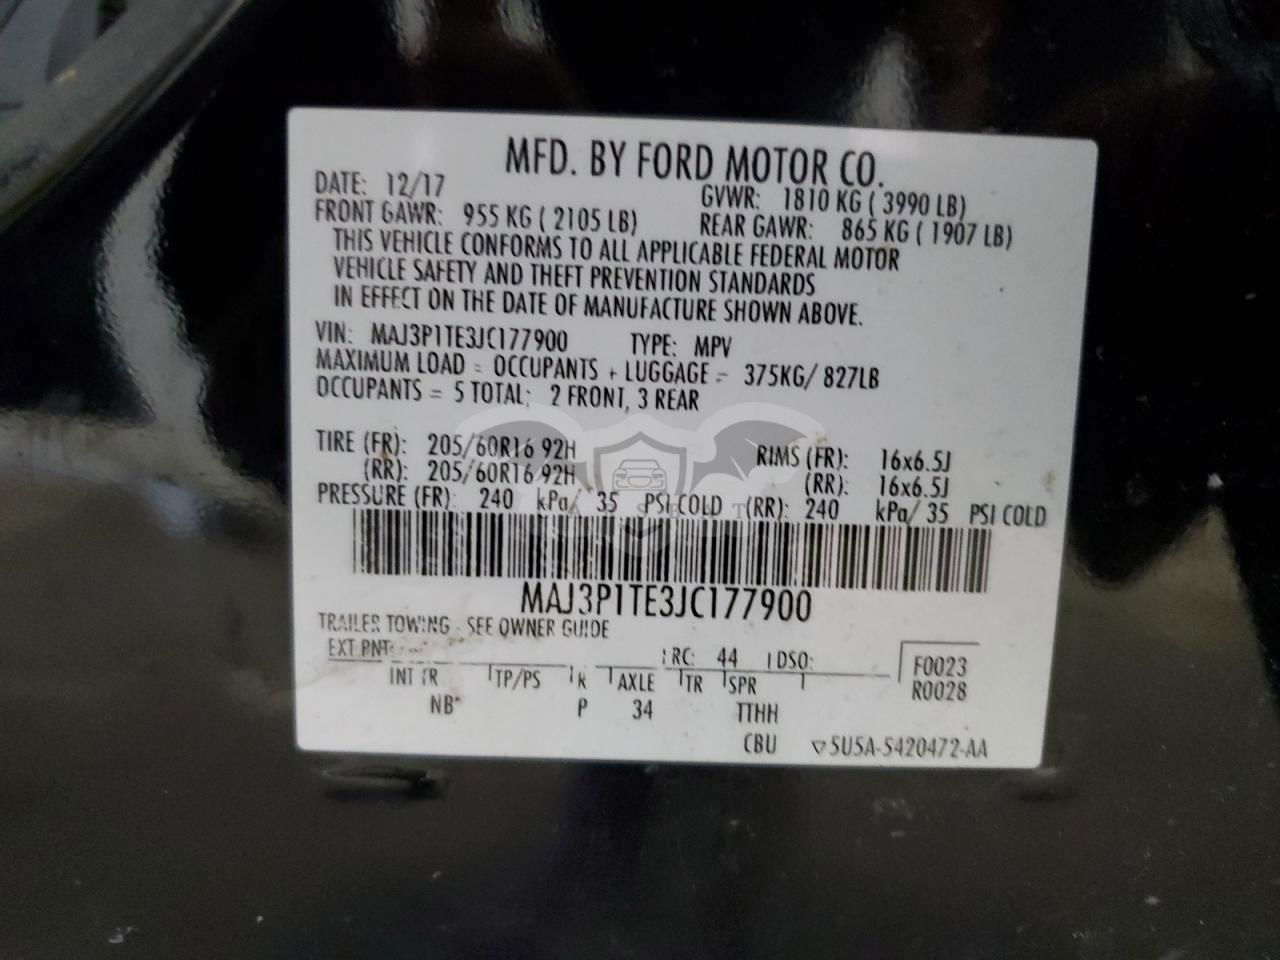 MFD. BY FORD MOTOR CO.
DATE: 12/17 GVWR: 1810 KG ( 3990 LB)
FRONT GAWR: 955 KG ( 2105 LB) REAR GAWR: 865 KG ( 1907 LB)
THIS VEHICLE CONFORMS TO ALL APPLICABLE FEDERAL MOTOR
VEHICLE SAFETY AND THEFT PREVENTION STANDARDS
IN EFFECT ON THE DATE OF MANUFACTURE SHOWN ABOVE.
VIN: MAJ3P1TE3JC177900 TYPE: MPV
MAXIMUM LOAD = OCCUPANTS + LUGGAGE = 375KG/ 827LB
OCCUPANTS = 5 TOTAL: 2 FRONT, 3 REAR
TIRE (FR): 205/60R16 92H RIMS (FR): 16x6.5J
(RR): 205/60R16 92H (RR): 16x6.5J
PRESSURE (FR): 240 kPa/ 35 PSI COLD (RR): 240 kPa/ 35 PSI COLD
MAJ3P1TE3JC177900
TRAILER TOWING - SEE OWNER GUIDE
EXT PNT: RC: 44 DSO: F0023
INT TR TP/PS R AXLE TR SPR R0028
NB P 34 TTHH
CBU ▽5U5A-5420472-AA